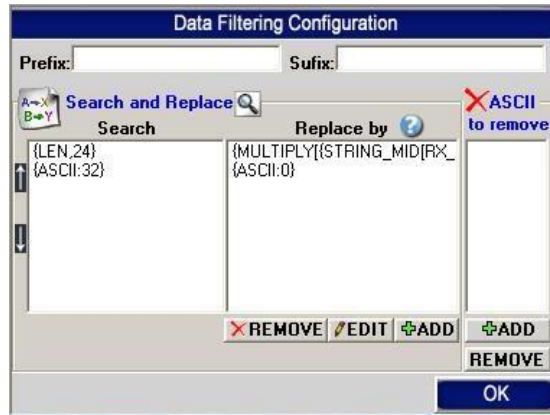 Data Filtering Configuration
Prefix:
Sufix:
A→X
B→Y
Search and Replace
ASCII
to remove
Search
Replace by
{LEN,24}
{MULTIPLY[{STRING_MID[RX_
{ASCII:32}
{ASCII:0}
REMOVE
EDIT
ADD
ADD
REMOVE
OK